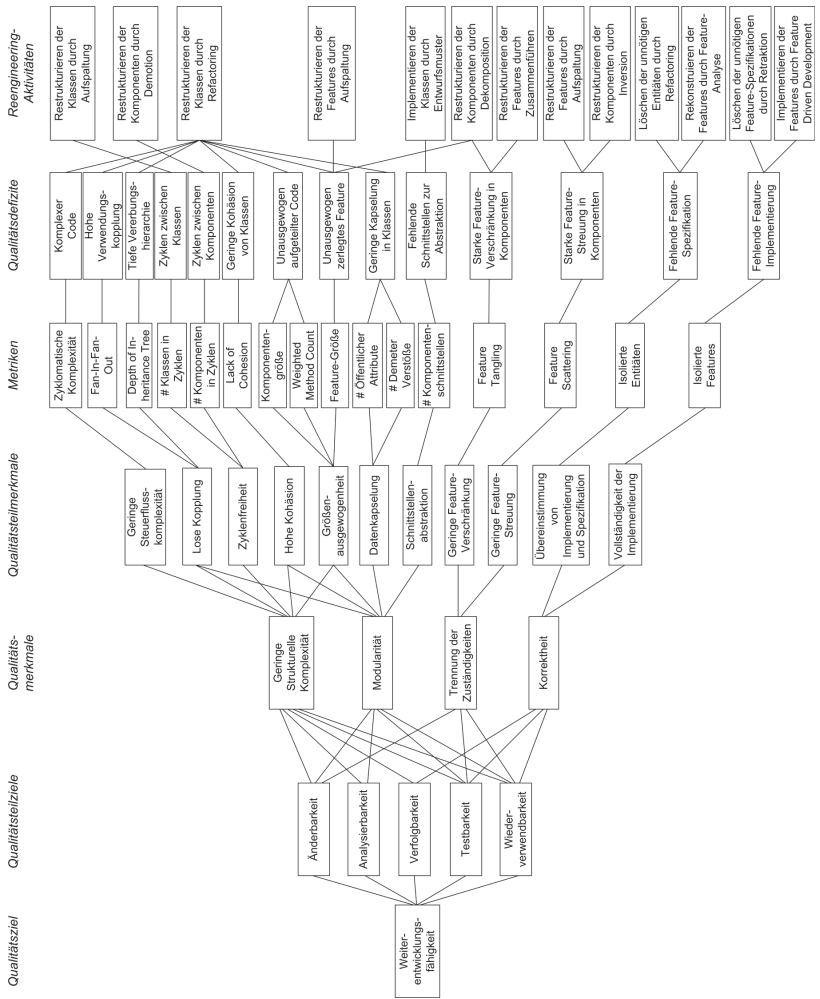 Qualitätsziel
Weiter-
entwicklungs-
fähigkeit
Qualitätsteilziele
Änderbarkeit
Analysierbarkeit
Verfolgbarkeit
Testbarkeit
Wieder-
verwendbarkeit
Qualitäts-
merkmale
Geringe
Strukturelle
Komplexität
Modularität
Trennung der
Zuständigkeiten
Korrektheit
Qualitätsteilmerkmale
Geringe
Steuerfluss-
komplexität
Lose Kopplung
Zyklenfreiheit
Hohe Kohäsion
Größen-
ausgewogenheit
Datenkapselung
Schnittstellen-
abstraktion
Geringe Feature-
Verschränkung
Geringe Feature-
Streuung
Übereinstimmung
von
Implementierung
und Spezifikation
Vollständigkeit der
Implementierung
Metriken
Zyklomatische
Komplexität
Fan-In-Fan-
Out
Depth of In-
heritance Tree
# Klassen in
Zyklen
# Komponenten
in Zyklen
Lack of
Cohesion
Komponenten-
größe
Weighted
Method Count
Feature-Größe
# Öffentlicher
Attribute
# Demeter
Verstöße
# Komponenten-
schnittstellen
Feature
Tangling
Feature
Scattering
Isolierte
Entitäten
Isolierte
Features
Qualitätsdefizite
Komplexer
Code
Hohe
Verwendungs-
kopplung
Tiefe Vererbungs-
hierarchie
Zyklen zwischen
Klassen
Zyklen zwischen
Komponenten
Geringe Kohäsion
von Klassen
Unausgewogen
aufgeteilter Code
Unausgewogen
zerlegtes Feature
Geringe Kapselung
in Klassen
Fehlende
Schnittstellen zur
Abstraktion
Starke Feature-
Verschränkung in
Komponenten
Starke Feature-
Streuung in
Komponenten
Fehlende Feature-
Spezifikation
Fehlende Feature-
Implementierung
Reengineering-
Aktivitäten
Restrukturieren der
Klassen durch
Aufspaltung
Restrukturieren der
Komponenten durch
Demotion
Restrukturieren der
Klassen durch
Refactoring
Restrukturieren der
Features durch
Aufspaltung
Implementieren der
Klassen durch
Entwurfsmuster
Restrukturieren der
Komponenten durch
Dekomposition
Restrukturieren der
Features durch
Zusammenführen
Restrukturieren der
Features durch
Aufspaltung
Restrukturieren der
Komponenten durch
Inversion
Löschen der unnötigen
Entitäten durch
Refactoring
Rekonstruieren der
Features durch Feature-
Analyse
Löschen der unnötigen
Feature-Spezifikationen
durch Retraktion
Implementieren der
Features durch Feature
Driven Development